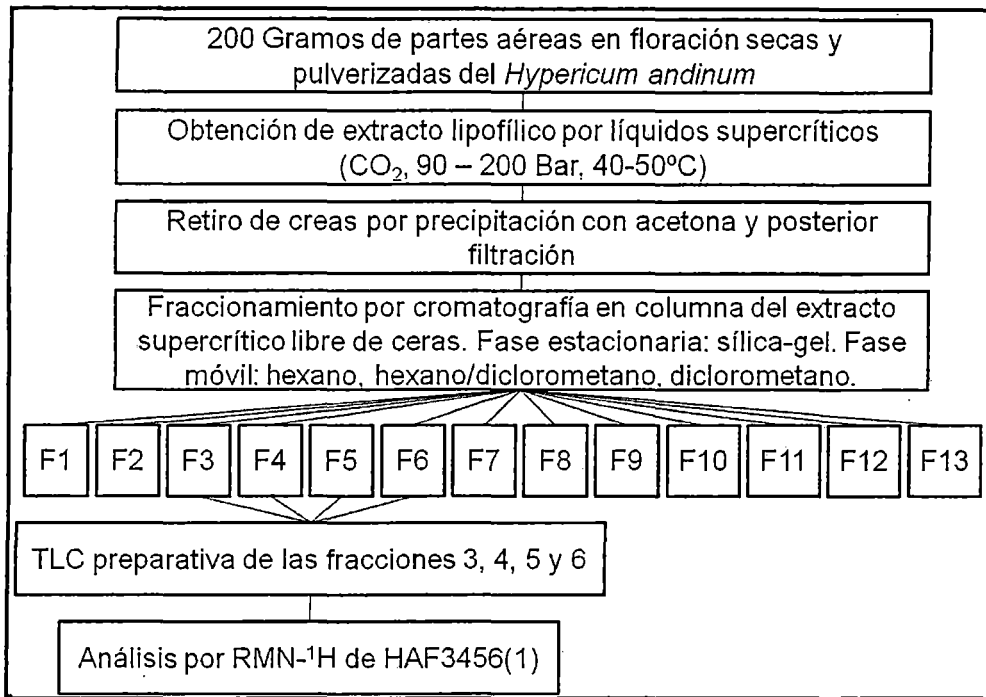 200 Gramos de partes aéreas en floración secas y
pulverizadas del Hypericum andinum
Obtención de extracto lipofílico por líquidos supercríticos
(CO₂, 90 – 200 Bar, 40-50ºC)
Retiro de creas por precipitación con acetona y posterior
filtración
Fraccionamiento por cromatografía en columna del extracto
supercrítico libre de ceras. Fase estacionaria: sílica-gel. Fase
móvil: hexano, hexano/diclorometano, diclorometano.
F1 F2 F3 F4 F5 F6 F7 F8 F9 F10 F11 F12 F13
TLC preparativa de las fracciones 3, 4, 5 y 6
Análisis por RMN-¹H de HAF3456(1)